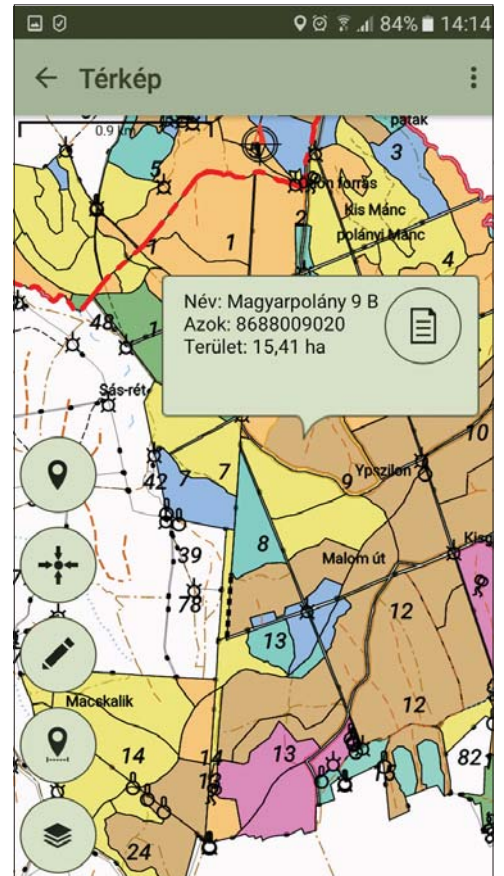 84% 14:14
Térkép
0.9 km
patak
5
3
forrás
2
Kis Mánc
1
1
polányi Mánc
4
Név: Magyarpolány 9 B
Azok: 8688009020
Terület: 15,41 ha
48
1
Sás-rét
10
7
7
9
Ypszilon
42
39
8
Malom út
78
12
13
12
Macskalik
14
14
13
13
82
24